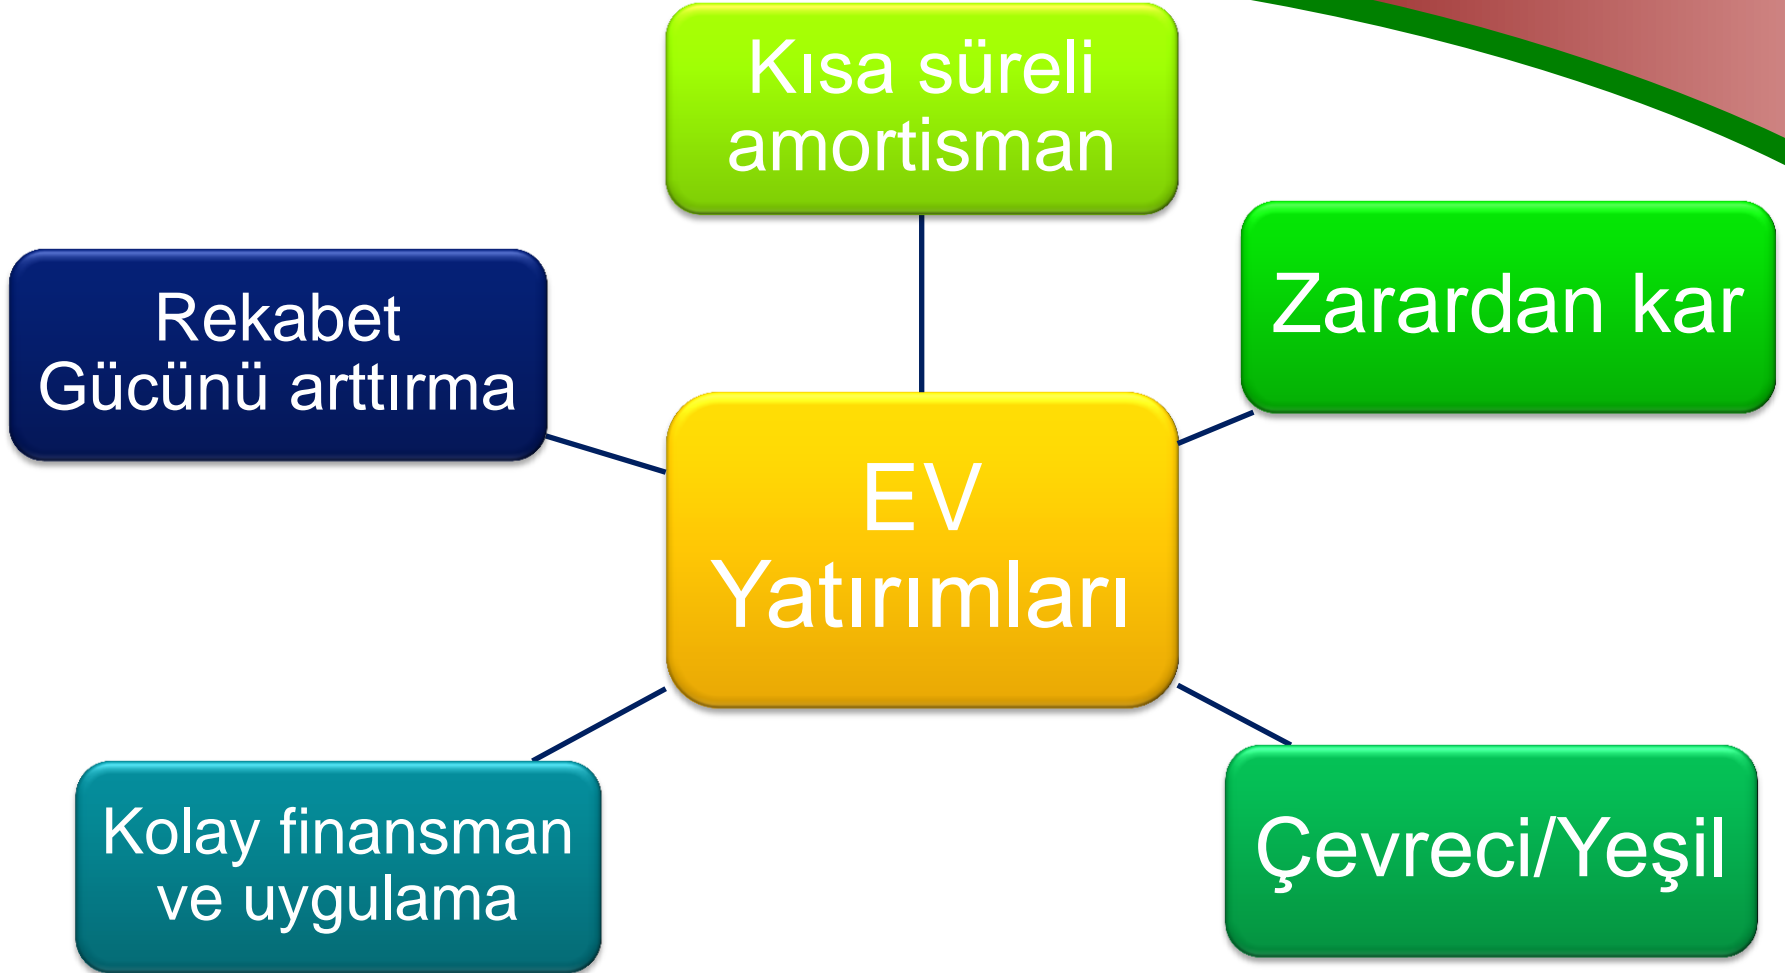 Kısa süreli
amortisman
Zarardan kar
Rekabet
Gücünü arttırma
EV
Yatırımları
Kolay finansman
ve uygulama
Çevreci/Yeşil